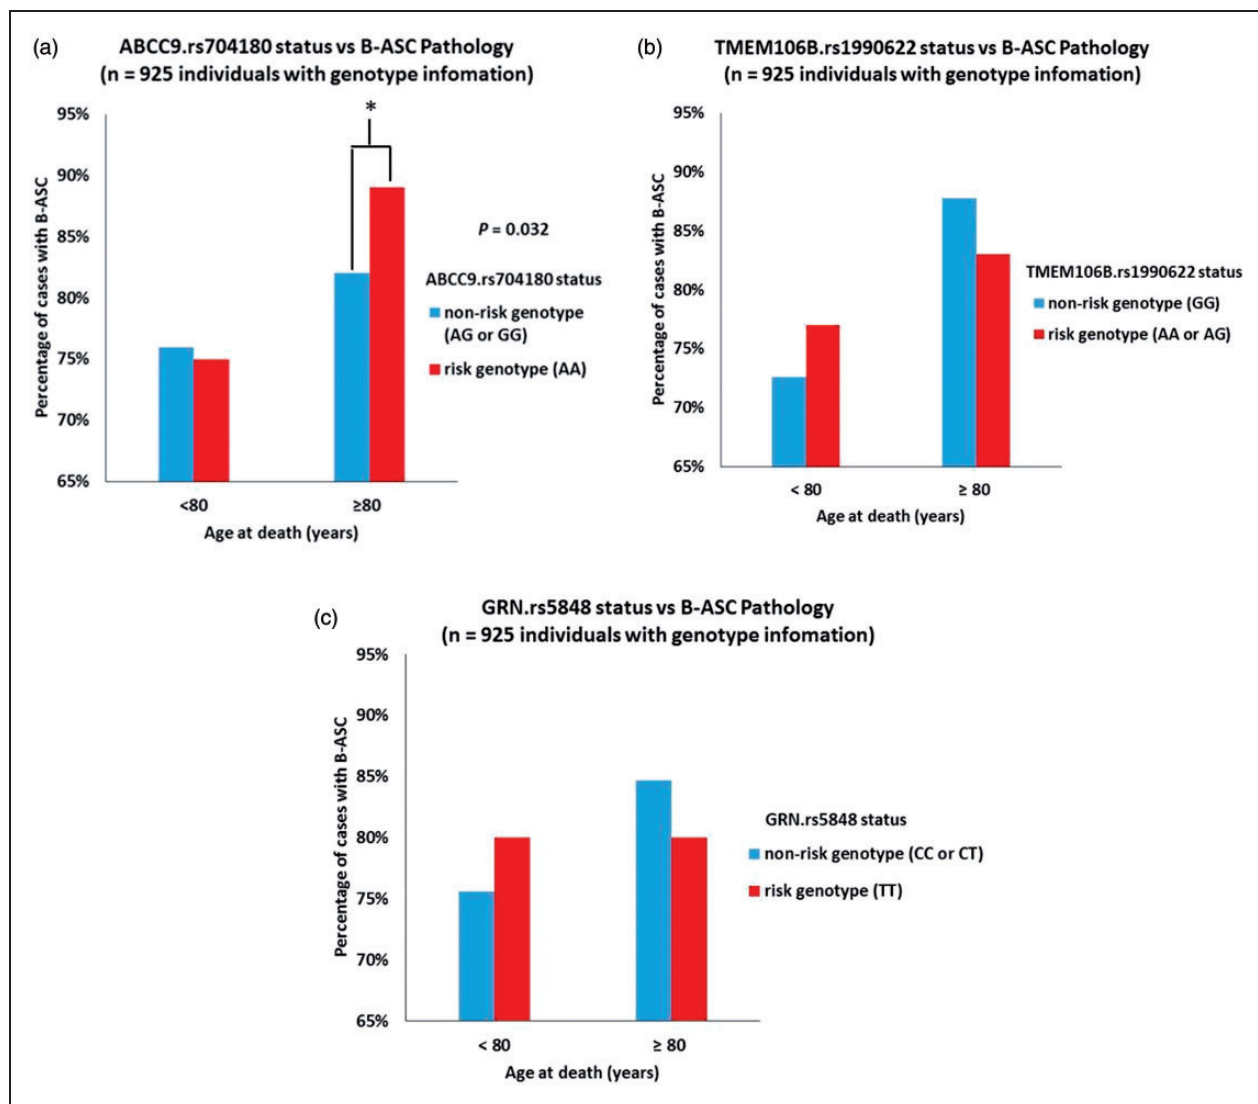 (a)
ABCC9.rs704180 status vs B-ASC Pathology
(n = 925 individuals with genotype infomation)
*
95%
90%
85%
80%
75%
70%
65%
Percentage of cases with B-ASC
P = 0.032
ABCC9.rs704180 status
non-risk genotype
(AG or GG)
risk genotype (AA)
<80
≥80
Age at death (years)
(b)
TMEM106B.rs1990622 status vs B-ASC Pathology
(n = 925 individuals with genotype infomation)
95%
90%
85%
80%
75%
70%
65%
Percentage of cases with B-ASC
TMEM106B.rs1990622 status
non-risk genotype (GG)
risk genotype (AA or AG)
< 80
≥ 80
Age at death (years)
(c)
GRN.rs5848 status vs B-ASC Pathology
(n = 925 individuals with genotype infomation)
95%
90%
85%
80%
75%
70%
65%
Percentage of cases with B-ASC
GRN.rs5848 status
non-risk genotype (CC or CT)
risk genotype (TT)
< 80
≥ 80
Age at death (years)